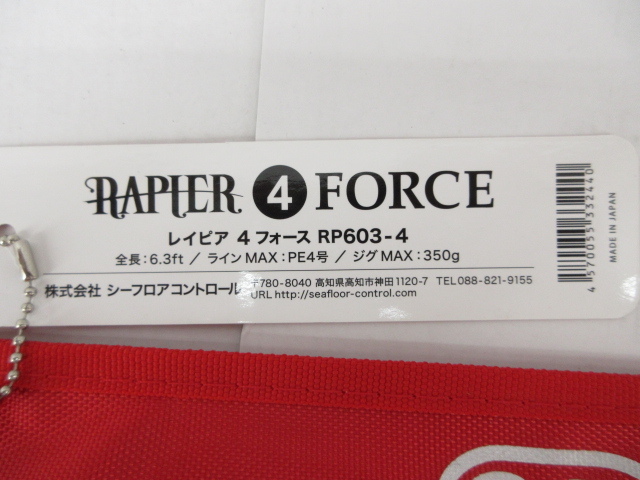 RAPIER 4 FORCE
レイピア 4 フォース RP603-4
全長：6.3ft ／ ラインMAX：PE4号 ／ ジグMAX：350g
株式会社 シーフロアコントロール 〒780-8040 高知県高知市神田1120-7 TEL088-821-9155
URL http://seafloor-control.com/
4 570055 332440
MADE IN JAPAN